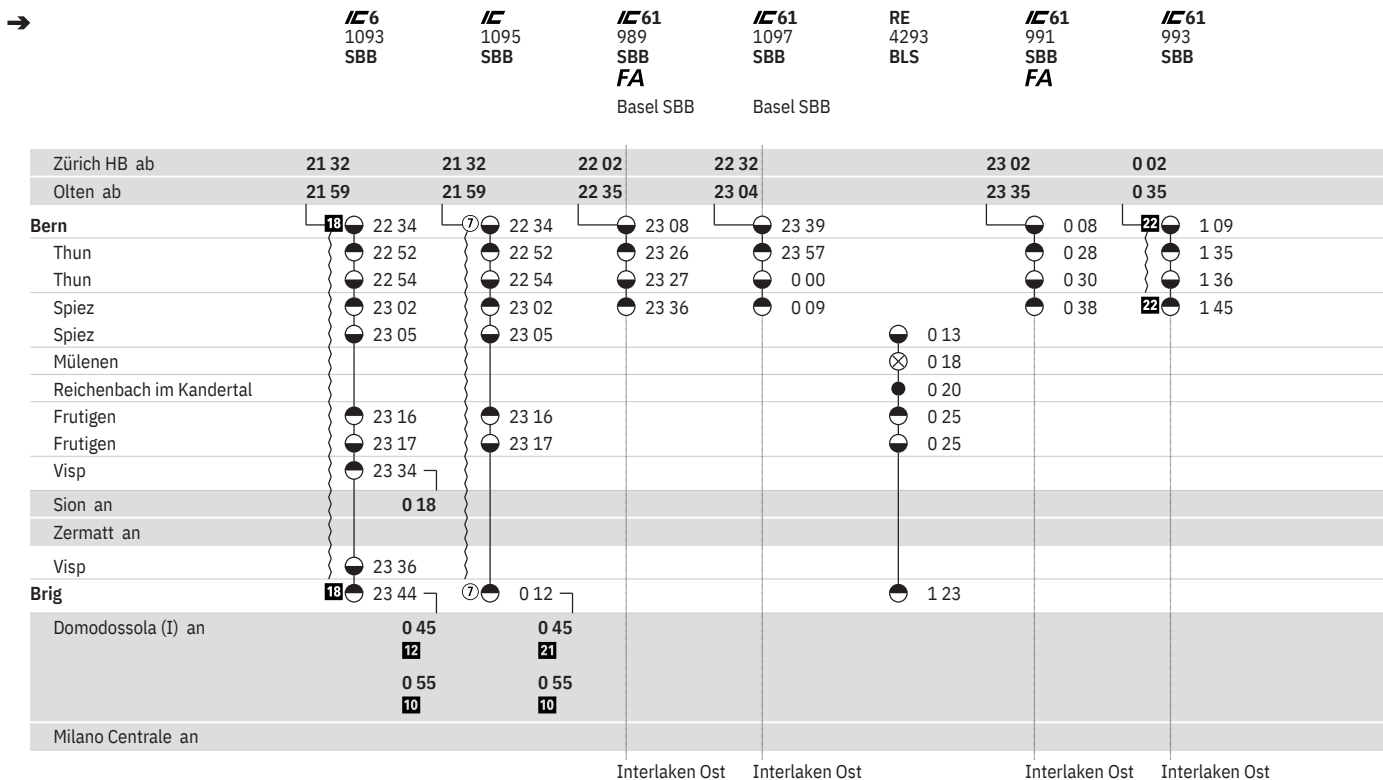 ➔ IC6 IC IC61 IC61 RE IC61 IC61
1093 1095 989 1097 4293 991 993
SBB SBB SBB SBB BLS SBB SBB
FA FA
Basel SBB Basel SBB
Zürich HB ab 21 32 21 32 22 02 22 32 23 02 0 02
Olten ab 21 59 21 59 22 35 23 04 23 35 0 35
Bern 18 22 34 7 22 34 23 08 23 39 0 08 22 1 09
Thun 22 52 22 52 23 26 23 57 0 28 1 35
Thun 22 54 22 54 23 27 0 00 0 30 1 36
Spiez 23 02 23 02 23 36 0 09 0 38 22 1 45
Spiez 23 05 23 05 0 13
Mülenen 0 18
Reichenbach im Kandertal 0 20
Frutigen 23 16 23 16 0 25
Frutigen 23 17 23 17 0 25
Visp 23 34
Sion an 0 18
Zermatt an
Visp 23 36
Brig 18 23 44 7 0 12 1 23
Domodossola (I) an 0 45 0 45
12 21
0 55 0 55
10 10
Milano Centrale an
Interlaken Ost Interlaken Ost Interlaken Ost Interlaken Ost